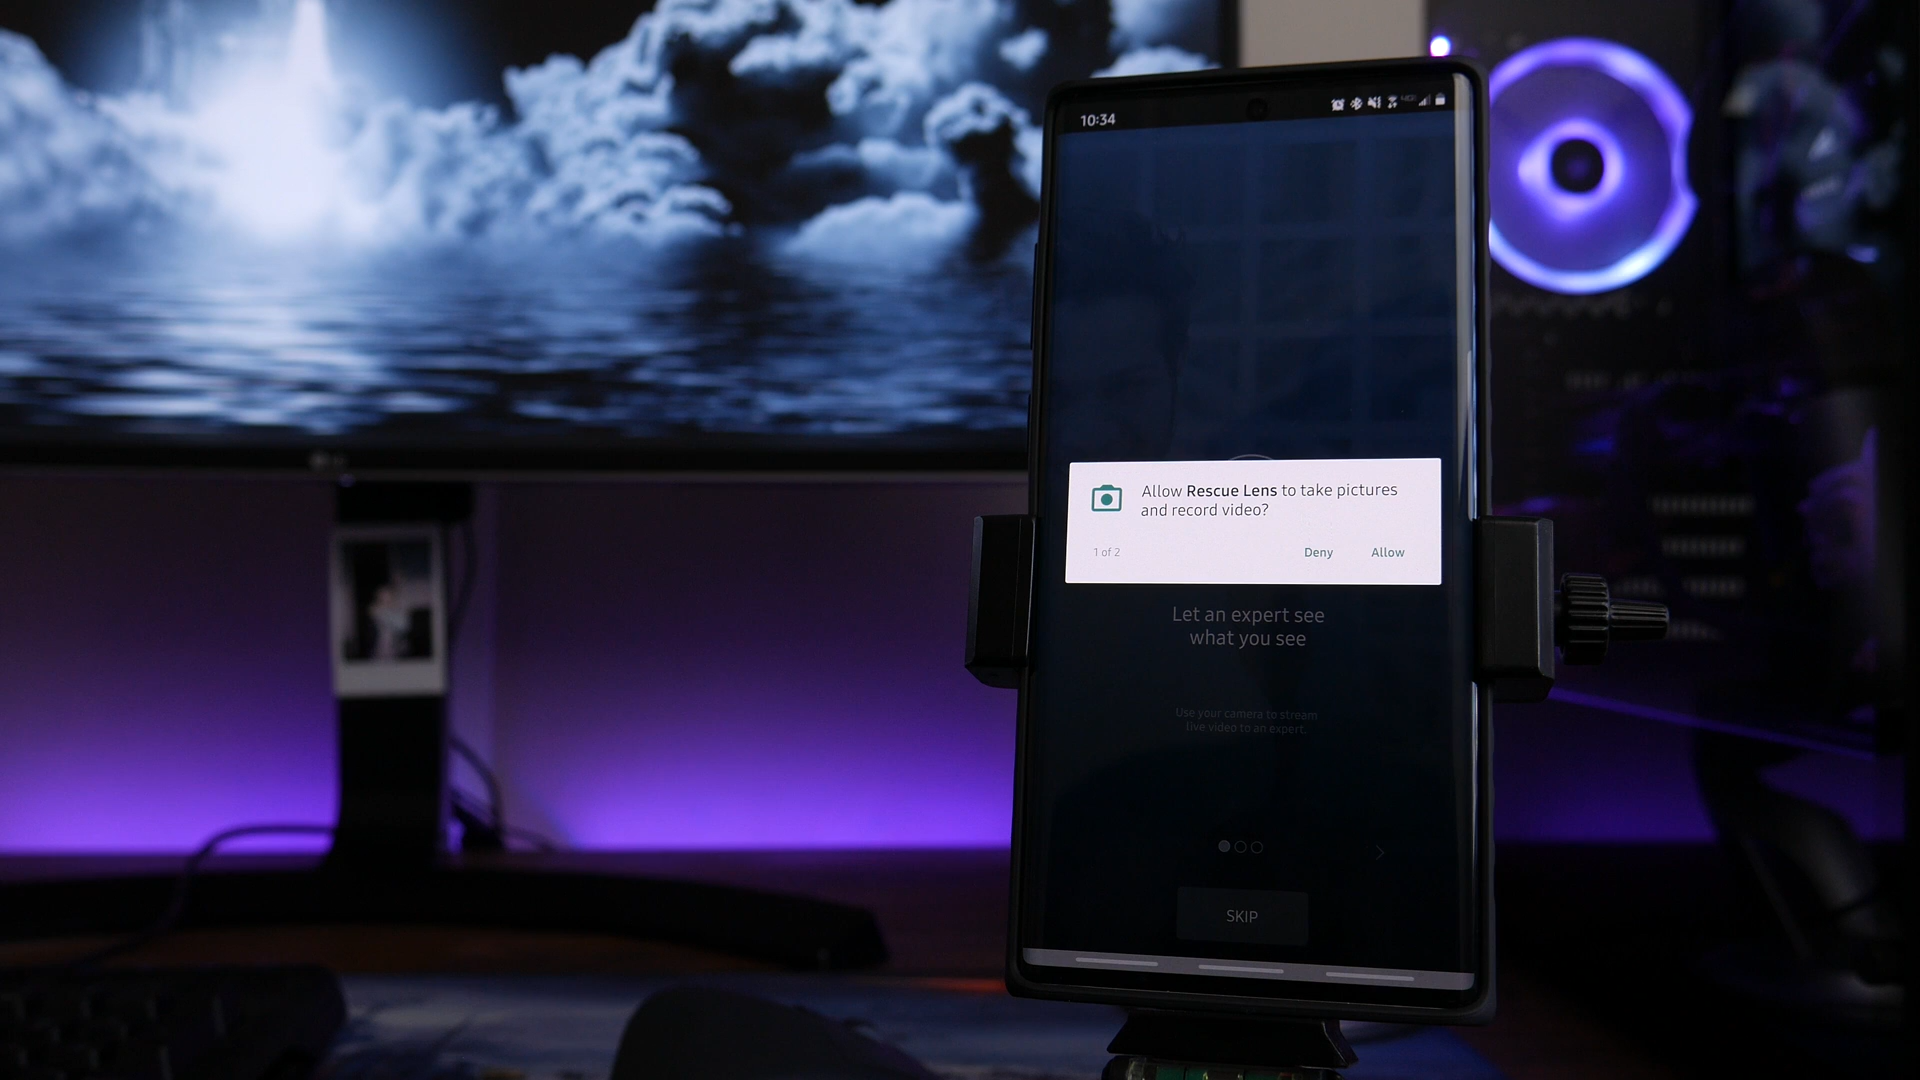 10:34
Allow Rescue Lens to take pictures
and record video?
1 of 2
Deny
Allow
Let an expert see
what you see
Use your camera to stream
live video to an expert.
SKIP